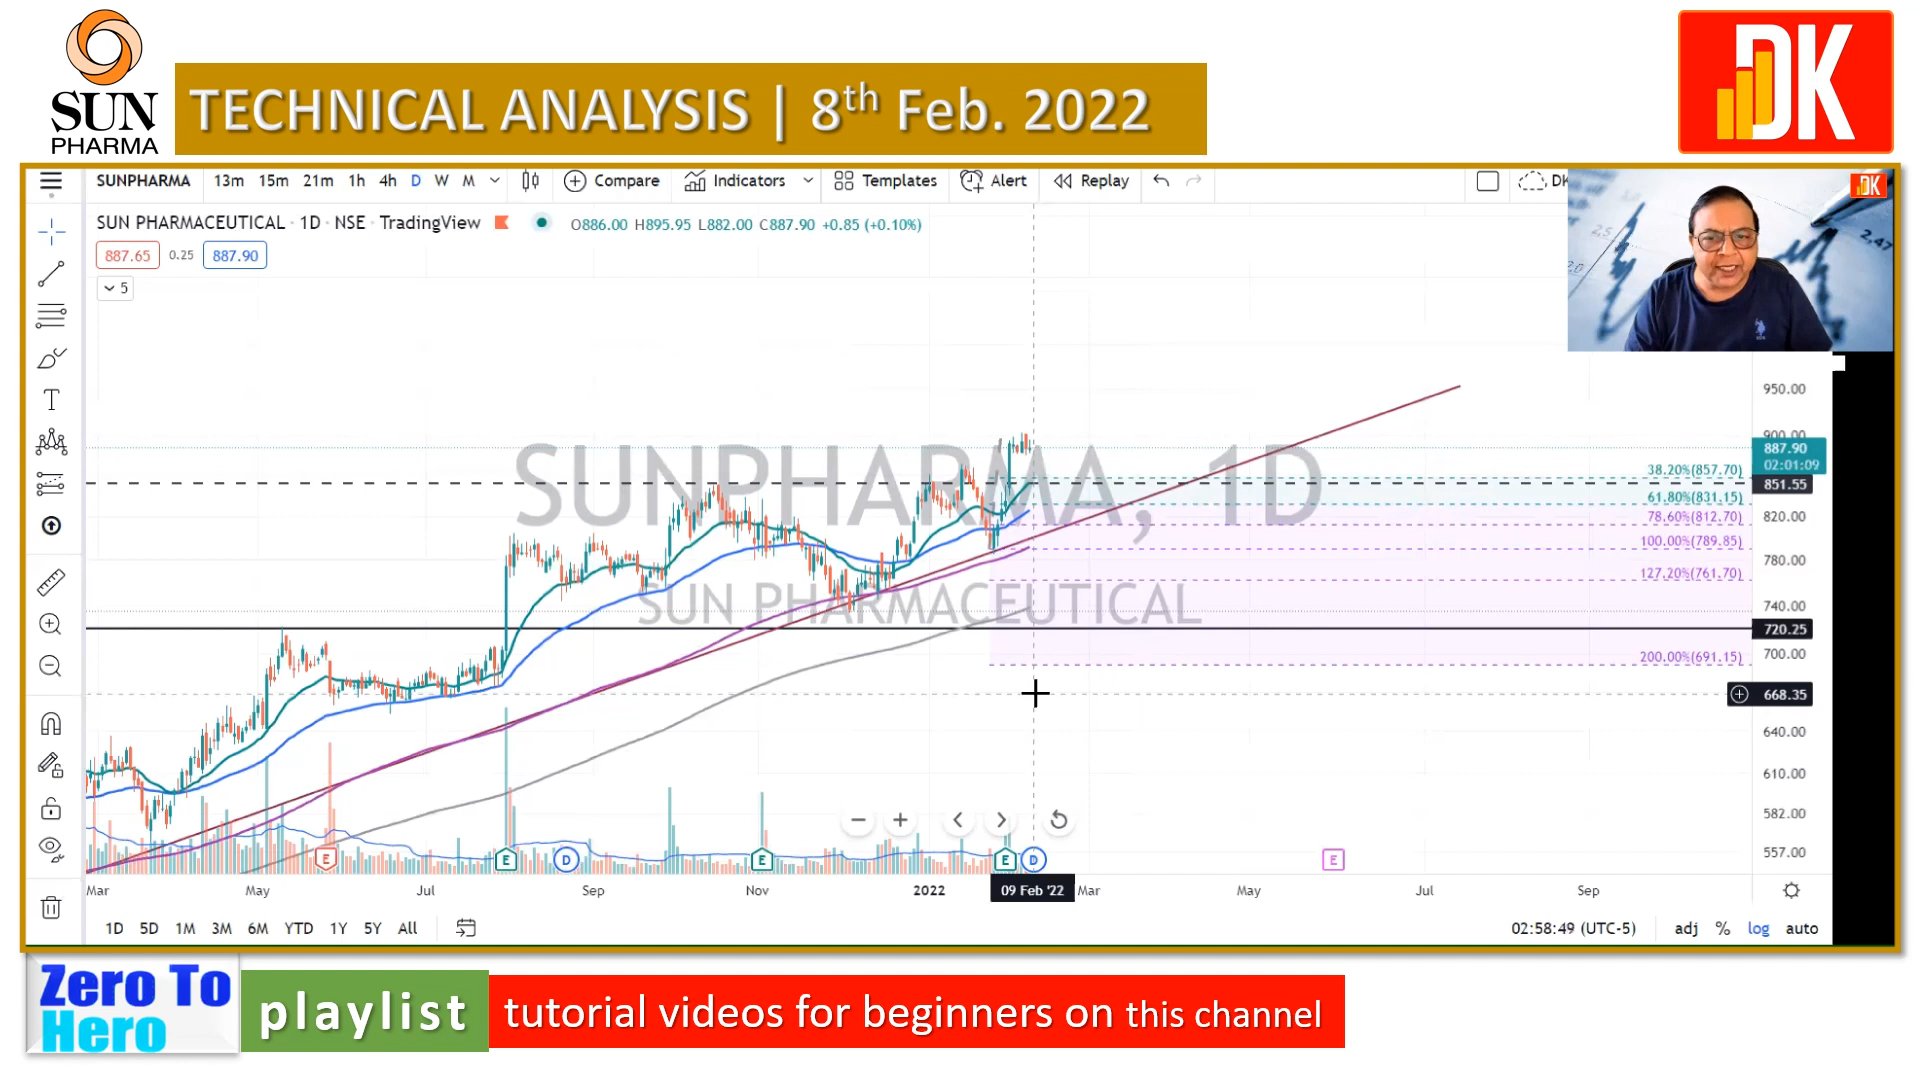 SUN
PHARMA
TECHNICAL ANALYSIS | 8th Feb. 2022
DK
SUNPHARMA 13m 15m 21m 1h 4h D W M Compare Indicators Templates Alert Replay DK
SUN PHARMACEUTICAL · 1D · NSE · TradingView O886.00 H895.95 L882.00 C887.90 +0.85 (+0.10%)
887.65 0.25 887.90
5
DK
2,47
SUNPHARMA, 1D
SUN PHARMACEUTICAL
950.00
900.00
887.90
02:01:09
38.20%(857.70)
851.55
61.80%(831.15)
78.60%(812.70) 820.00
100.00%(789.85)
780.00
127.20%(761.70)
740.00
720.25
700.00
200.00%(691.15)
668.35
640.00
610.00
582.00
557.00
E E D E E D E
Mar May Jul Sep Nov 2022 09 Feb '22 Mar May Jul Sep
1D 5D 1M 3M 6M YTD 1Y 5Y All 02:58:49 (UTC-5) adj % log auto
Zero To
Hero
playlist
tutorial videos for beginners on this channel